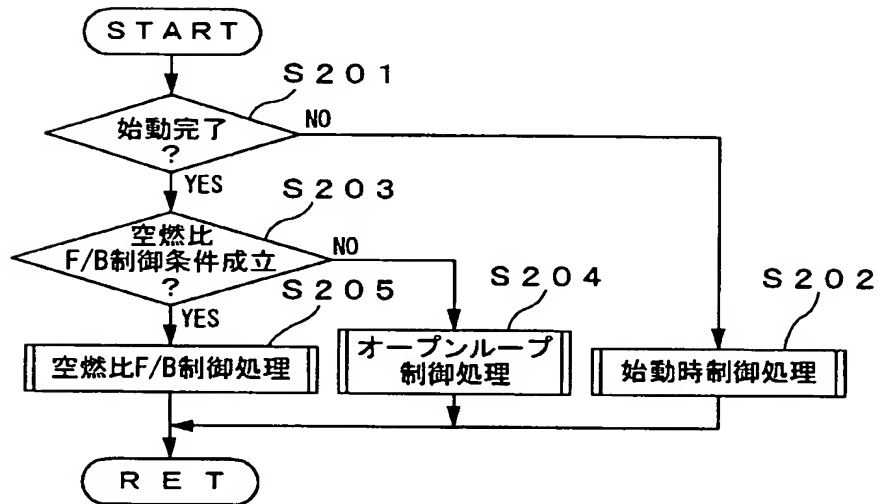 START
S201
始動完了
?
NO
YES
S203
空燃比
F/B制御条件成立
?
NO
YES
S205
S204
S202
空燃比F/B制御処理
オープンループ
制御処理
始動時制御処理
RET